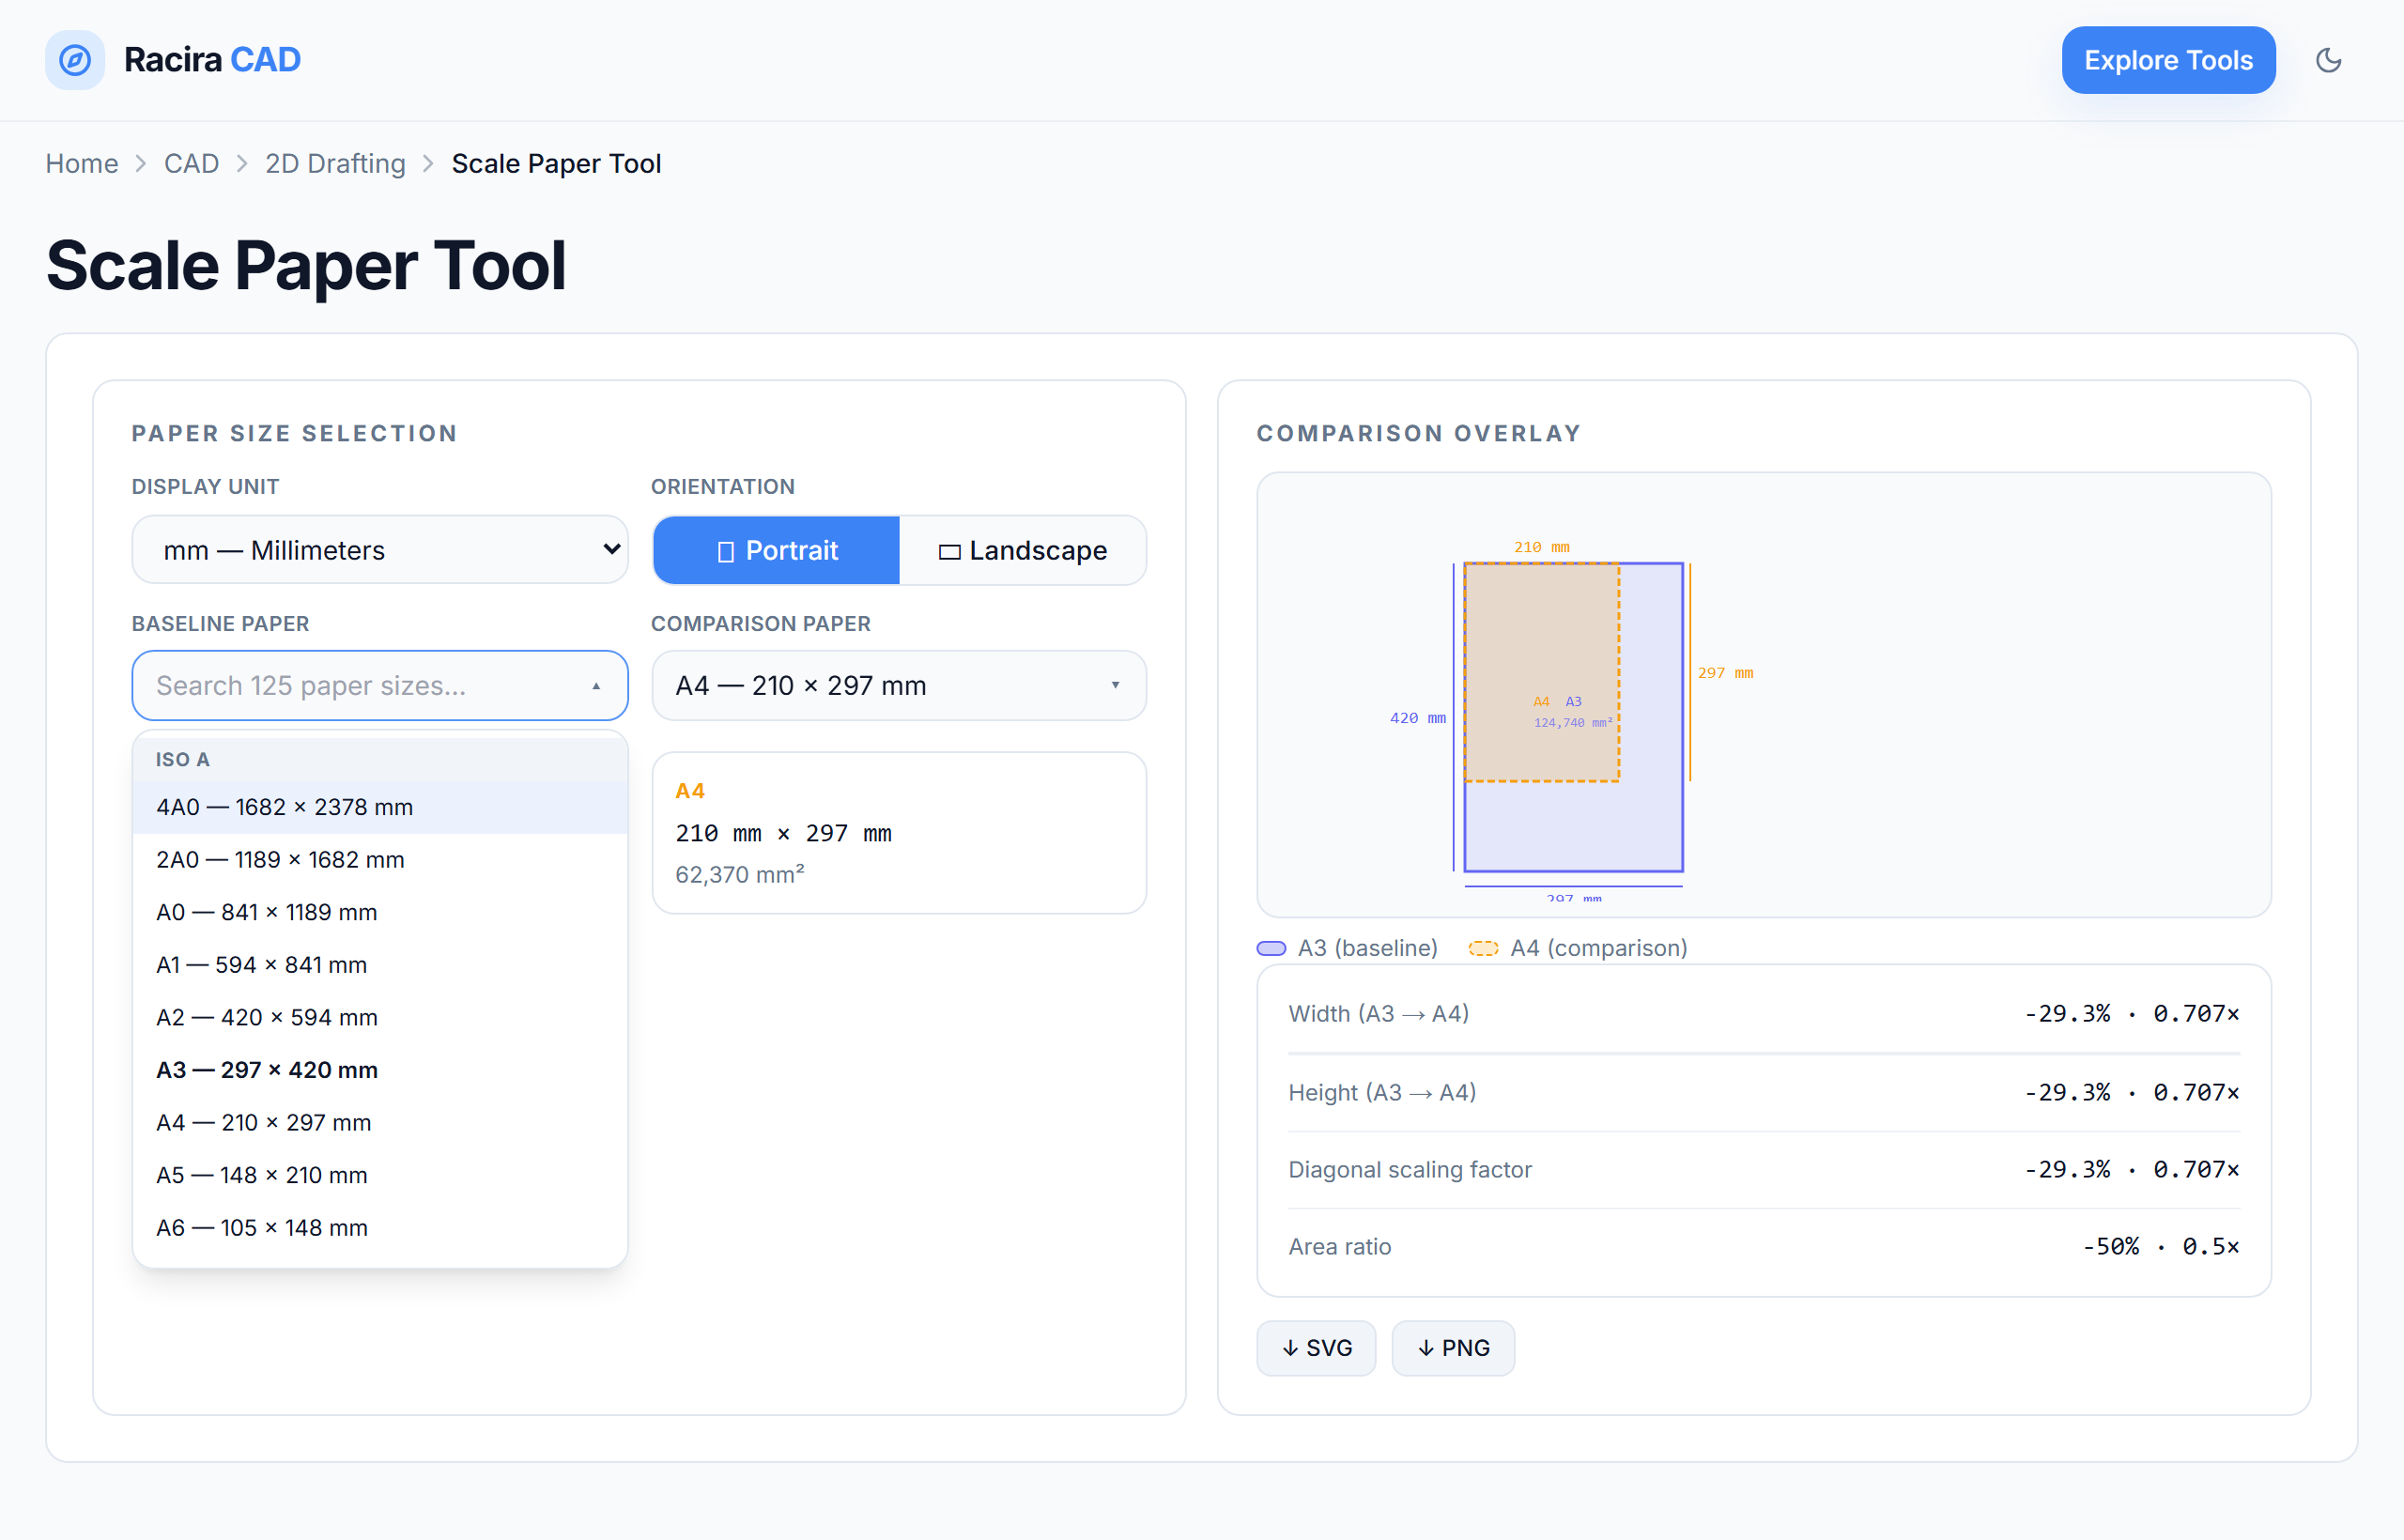 Racira CAD
Explore Tools
Home > CAD > 2D Drafting > Scale Paper Tool
Scale Paper Tool
PAPER SIZE SELECTION
DISPLAY UNIT
ORIENTATION
mm — Millimeters
Portrait
Landscape
BASELINE PAPER
COMPARISON PAPER
Search 125 paper sizes...
A4 — 210 × 297 mm
ISO A
4A0 — 1682 × 2378 mm
2A0 — 1189 × 1682 mm
A0 — 841 × 1189 mm
A1 — 594 × 841 mm
A2 — 420 × 594 mm
A3 — 297 × 420 mm
A4 — 210 × 297 mm
A5 — 148 × 210 mm
A6 — 105 × 148 mm
A4
210 mm × 297 mm
62,370 mm²
COMPARISON OVERLAY
210 mm
297 mm
420 mm
A4 A3
124,740 mm²
297 mm
A3 (baseline)
A4 (comparison)
Width (A3 → A4) -29.3% · 0.707×
Height (A3 → A4) -29.3% · 0.707×
Diagonal scaling factor -29.3% · 0.707×
Area ratio -50% · 0.5×
↓ SVG
↓ PNG